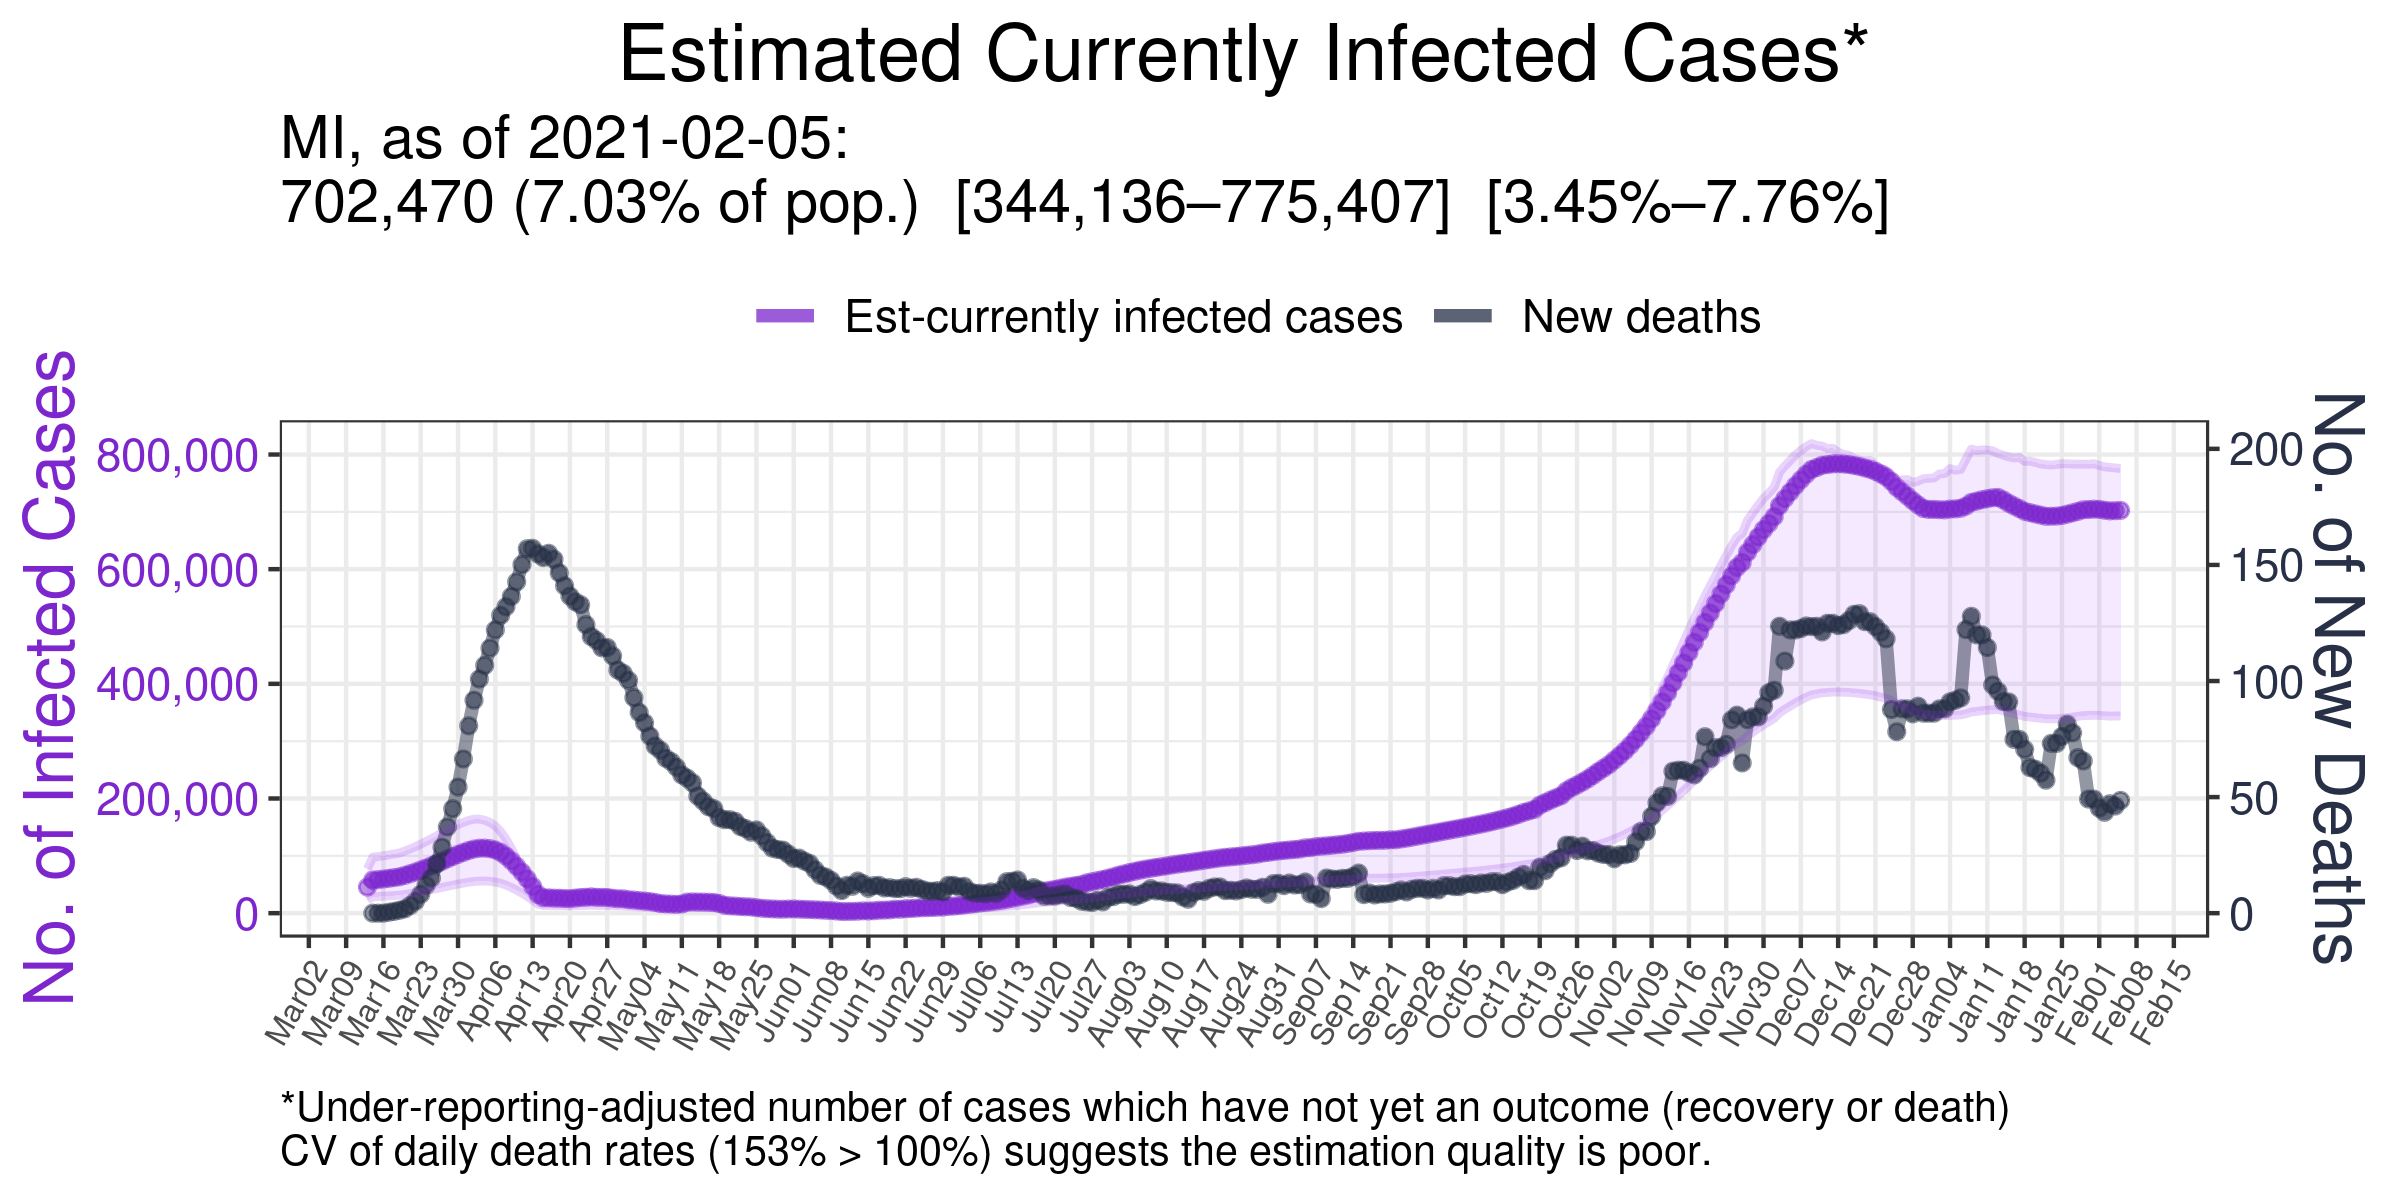 Estimated Currently Infected Cases*
MI, as of 2021-02-05:
702,470 (7.03% of pop.)  [344,136–775,407]  [3.45%–7.76%]
Est-currently infected cases
New deaths
No. of Infected Cases
800,000
600,000
400,000
200,000
0
200
150
100
50
0
No. of New Deaths
Mar02
Mar09
Mar16
Mar23
Mar30
Apr06
Apr13
Apr20
Apr27
May04
May11
May18
May25
Jun01
Jun08
Jun15
Jun22
Jun29
Jul06
Jul13
Jul20
Jul27
Aug03
Aug10
Aug17
Aug24
Aug31
Sep07
Sep14
Sep21
Sep28
Oct05
Oct12
Oct19
Oct26
Nov02
Nov09
Nov16
Nov23
Nov30
Dec07
Dec14
Dec21
Dec28
Jan04
Jan11
Jan18
Jan25
Feb01
Feb08
Feb15
*Under-reporting-adjusted number of cases which have not yet an outcome (recovery or death)
CV of daily death rates (153% > 100%) suggests the estimation quality is poor.